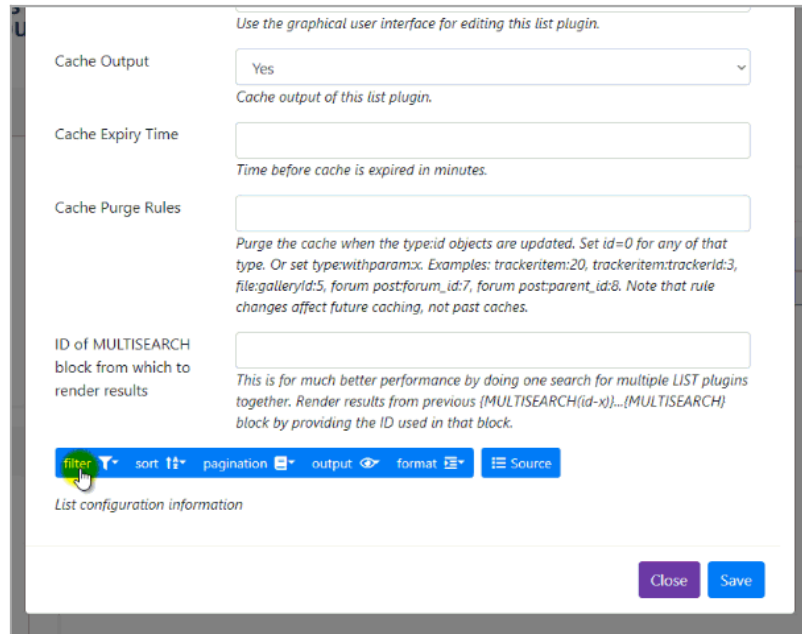 Use the graphical user interface for editing this list plugin.
Cache Output
Yes
Cache output of this list plugin.
Cache Expiry Time
Time before cache is expired in minutes.
Cache Purge Rules
Purge the cache when the type:id objects are updated. Set id=0 for any of that
type. Or set type:withparam:x. Examples: trackeritem:20, trackeritem:trackerId:3,
file:galleryId:5, forum post:forum_id:7, forum post:parent_id:8. Note that rule
changes affect future caching, not past caches.
ID of MULTISEARCH
block from which to
render results
This is for much better performance by doing one search for multiple LIST plugins
together. Render results from previous {MULTISEARCH(id-x)}...{MULTISEARCH}
block by providing the ID used in that block.
filter sort pagination output format Source
List configuration information
Close Save